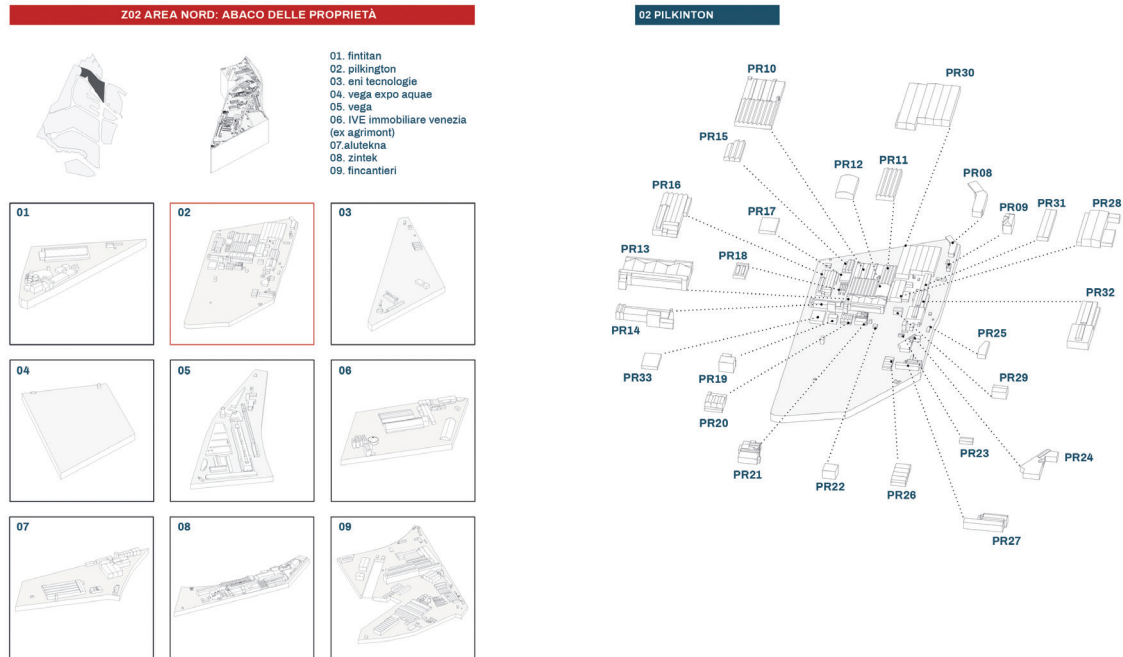 Z02 AREA NORD: ABACO DELLE PROPRIETÀ
01. fintitan
02. pilkington
03. eni tecnologie
04. vega expo aquae
05. vega
06. IVE immobiliare venezia
(ex agrimont)
07.alutekna
08. zintek
09. fincantieri
01
02
03
04
05
06
07
08
09
02 PILKINTON
PR10
PR30
PR15
PR12
PR11
PR08
PR16
PR09
PR31
PR28
PR17
PR13
PR18
PR32
PR14
PR25
PR33
PR19
PR29
PR20
PR23
PR24
PR21
PR22
PR26
PR27